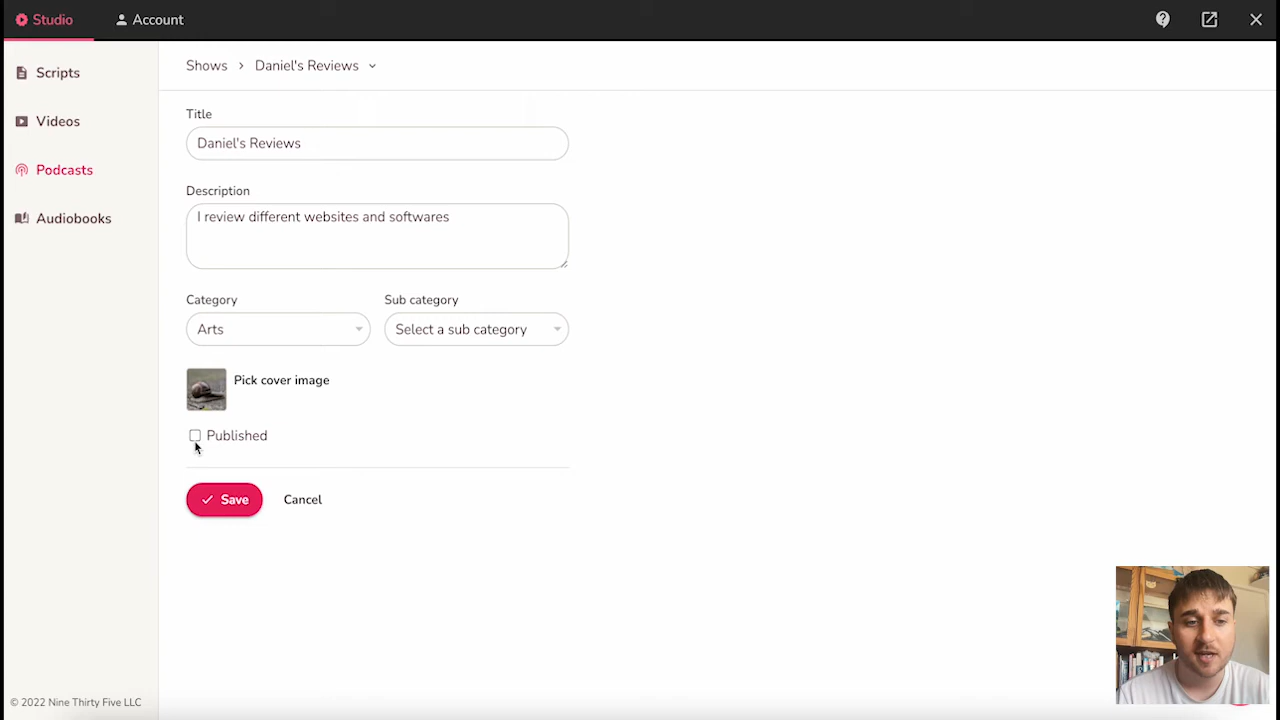 Studio
Account
Scripts
Videos
Podcasts
Audiobooks
Shows › Daniel's Reviews
Title
Daniel's Reviews
Description
I review different websites and softwares
Category
Sub category
Arts
Select a sub category
Pick cover image
Published
Save
Cancel
© 2022 Nine Thirty Five LLC